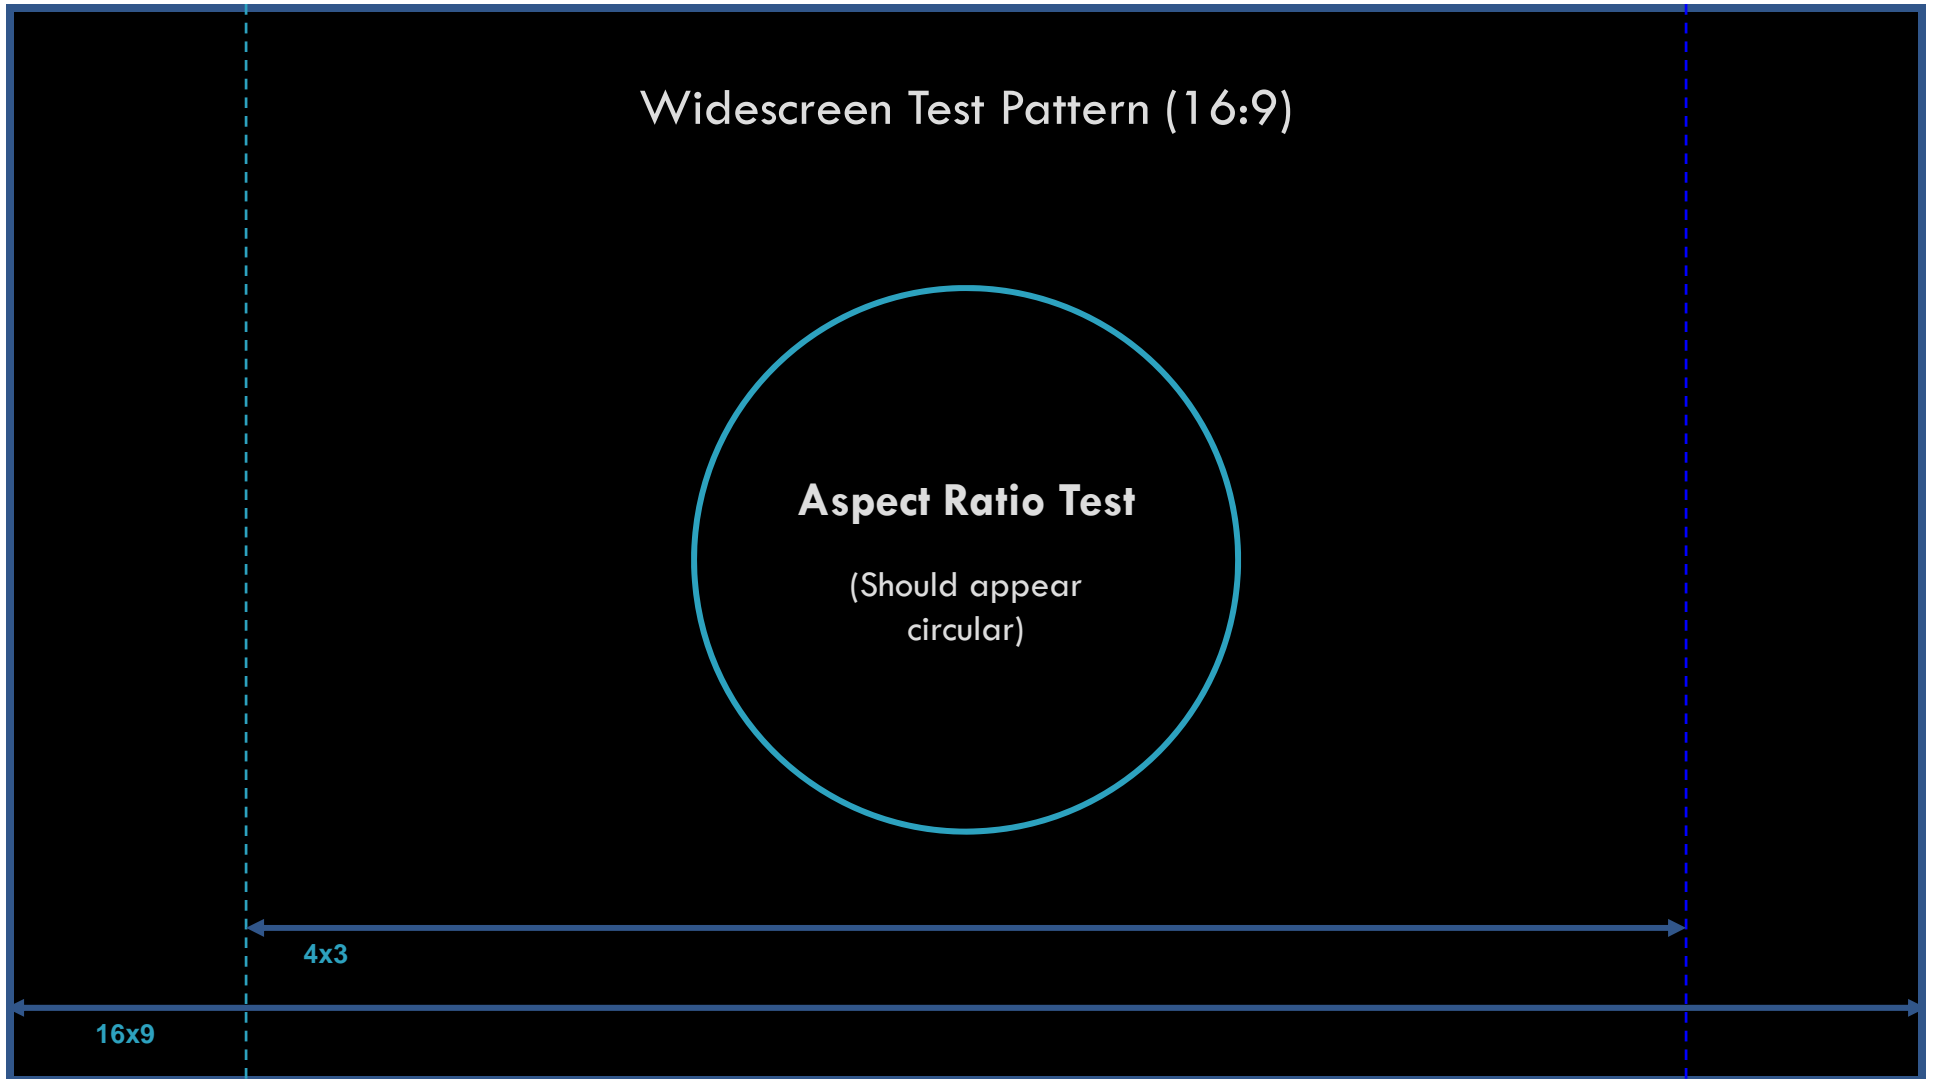 Widescreen Test Pattern (16:9)
Aspect Ratio Test
(Should appear
circular)
4x3
16x9